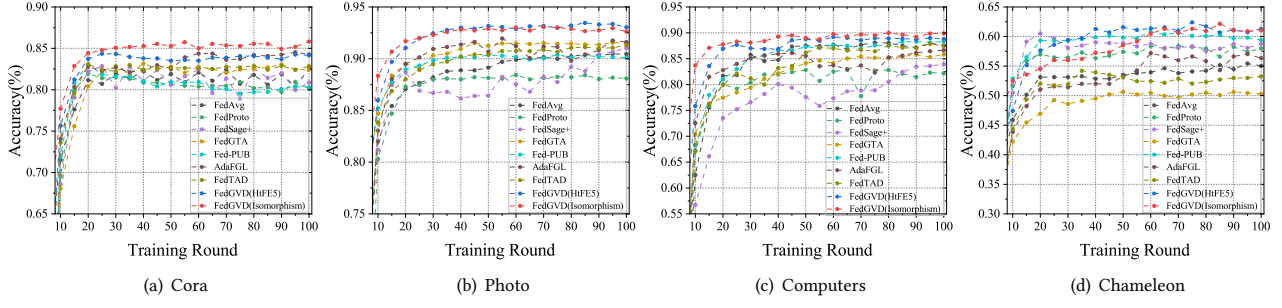 Accuracy(%)
0.90
0.85
0.80
0.75
0.70
0.65
10 20 30 40 50 60 70 80 90 100
Training Round
FedAvg
FedProto
FedSage+
FedGTA
Fed-PUB
AdaFGL
FedTAD
FedGVD(HtFE5)
FedGVD(Isomorphism)
(a) Cora
Accuracy(%)
0.95
0.90
0.85
0.80
0.75
10 20 30 40 50 60 70 80 90 100
Training Round
FedAvg
FedProto
FedSage+
FedGTA
Fed-PUB
AdaFGL
FedTAD
FedGVD(HtFE5)
FedGVD(Isomorphism)
(b) Photo
Accuracy(%)
0.95
0.90
0.85
0.80
0.75
0.70
0.65
0.60
0.55
10 20 30 40 50 60 70 80 90 100
Training Round
FedAvg
FedProto
FedSage+
FedGTA
Fed-PUB
AdaFGL
FedTAD
FedGVD(HtFE5)
FedGVD(Isomorphism)
(c) Computers
Accuracy(%)
0.65
0.60
0.55
0.50
0.45
0.40
0.35
0.30
10 20 30 40 50 60 70 80 90 100
Training Round
FedAvg
FedProto
FedSage+
FedGTA
Fed-PUB
AdaFGL
FedTAD
FedGVD(HtFE5)
FedGVD(Isomorphism)
(d) Chameleon